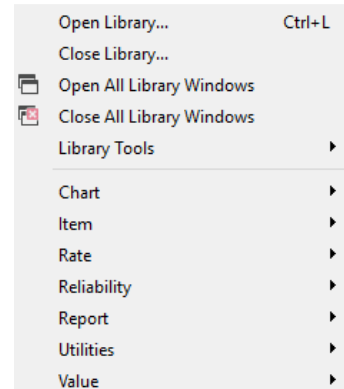 Open Library... Ctrl+L
Close Library...
Open All Library Windows
Close All Library Windows
Library Tools
Chart
Item
Rate
Reliability
Report
Utilities
Value